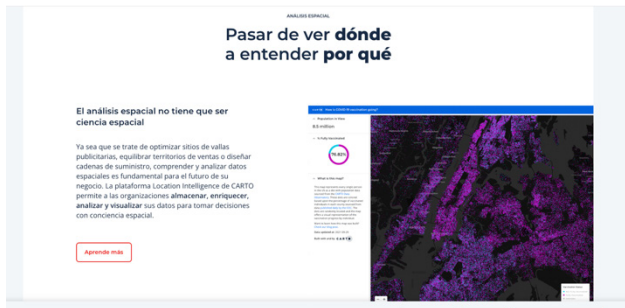 ANÁLISIS ESPACIAL
Pasar de ver dónde
a entender por qué
El análisis espacial no tiene que ser
ciencia espacial
Ya sea que se trate de optimizar sitios de vallas
publicitarias, equilibrar territorios de ventas o diseñar
cadenas de suministro, comprender y analizar datos
espaciales es fundamental para el futuro de su
negocio. La plataforma Location Intelligence de CARTO
permite a las organizaciones almacenar, enriquecer,
analizar y visualizar sus datos para tomar decisiones
con conciencia espacial.
Aprende más
How is COVID-19 vaccination going?
Population in View
8.5 million
% Fully Vaccinated
What is this map?